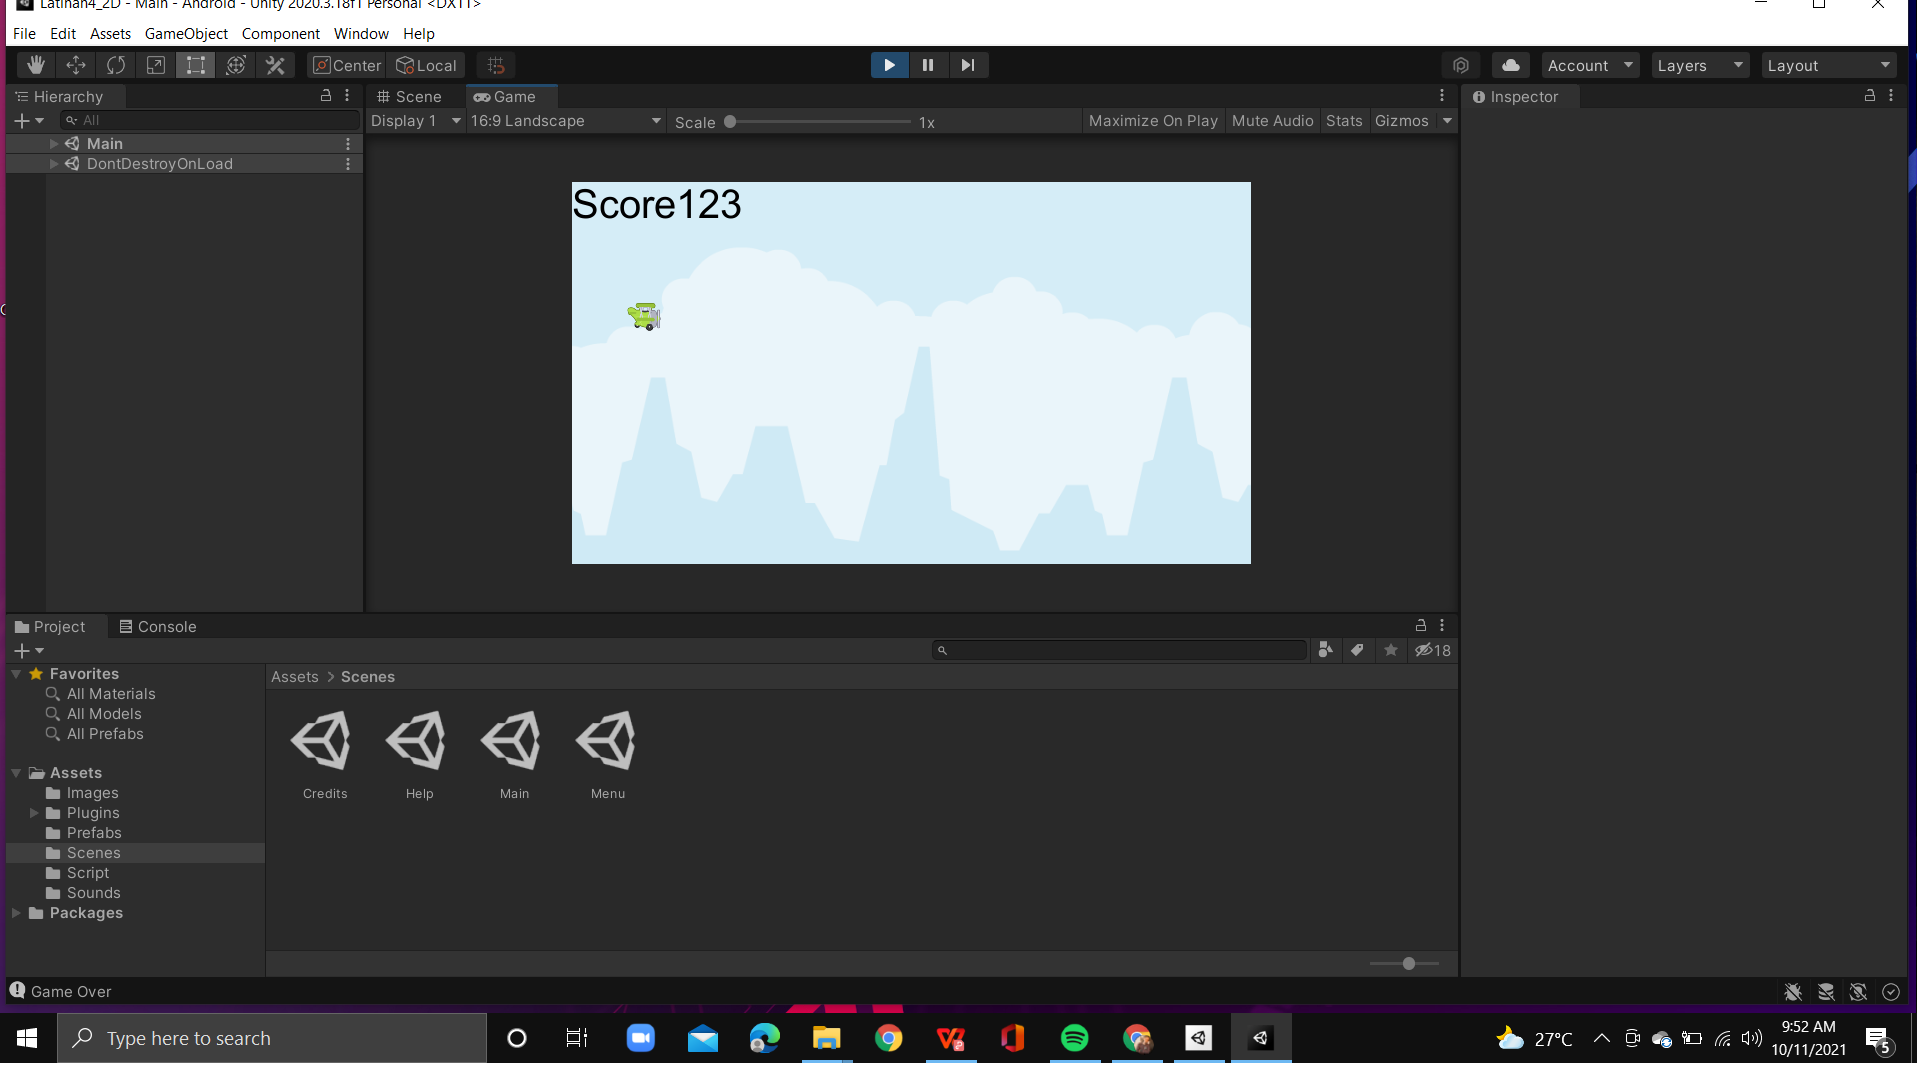 Latihan4_2D - Main - Android - Unity 2020.3.18f1 Personal <DX11>
File Edit Assets GameObject Component Window Help
Center Local Account Layers Layout
Hierarchy Scene Game Inspector
All Display 1 16:9 Landscape Scale 1x Maximize On Play Mute Audio Stats Gizmos
Main
DontDestroyOnLoad
Score123
Project Console
18
Favorites Assets > Scenes
All Materials
All Models
All Prefabs
Assets
Images Credits Help Main Menu
Plugins
Prefabs
Scenes
Script
Sounds
Packages
Game Over
Type here to search 27°C 9:52 AM
10/11/2021 5